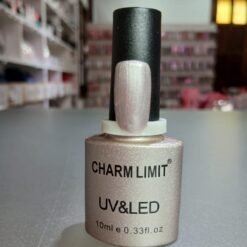 CHARM LIMIT®
UV&LED
10ml e 0.33fl.oz